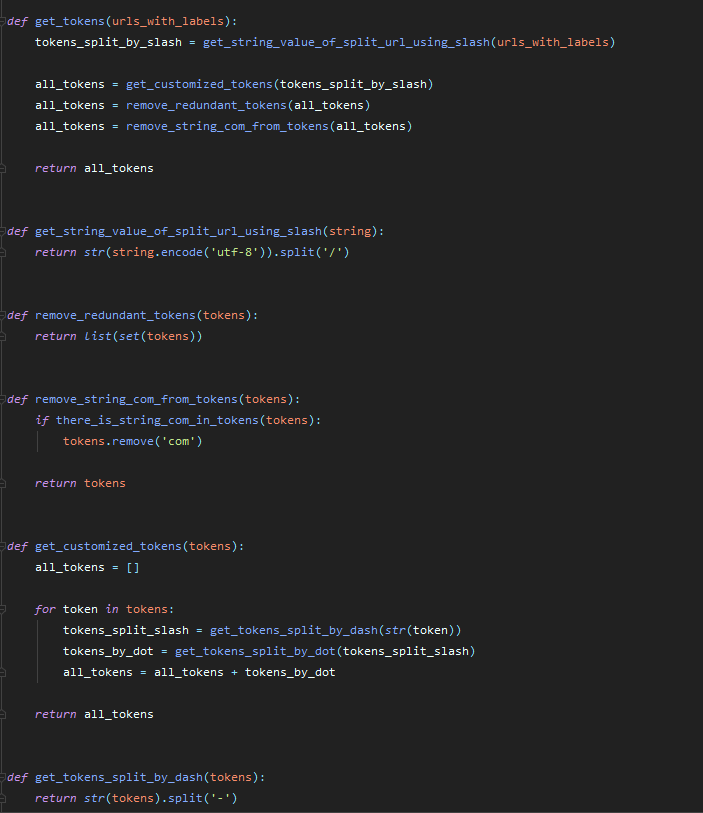 def get_tokens(urls_with_labels):
    tokens_split_by_slash = get_string_value_of_split_url_using_slash(urls_with_labels)
    all_tokens = get_customized_tokens(tokens_split_by_slash)
    all_tokens = remove_redundant_tokens(all_tokens)
    all_tokens = remove_string_com_from_tokens(all_tokens)
    return all_tokens
def get_string_value_of_split_url_using_slash(string):
    return str(string.encode('utf-8')).split('/')
def remove_redundant_tokens(tokens):
    return list(set(tokens))
def remove_string_com_from_tokens(tokens):
    if there_is_string_com_in_tokens(tokens):
        tokens.remove('com')
    return tokens
def get_customized_tokens(tokens):
    all_tokens = []
    for token in tokens:
        tokens_split_slash = get_tokens_split_by_dash(str(token))
        tokens_by_dot = get_tokens_split_by_dot(tokens_split_slash)
        all_tokens = all_tokens + tokens_by_dot
    return all_tokens
def get_tokens_split_by_dash(tokens):
    return str(tokens).split('-')